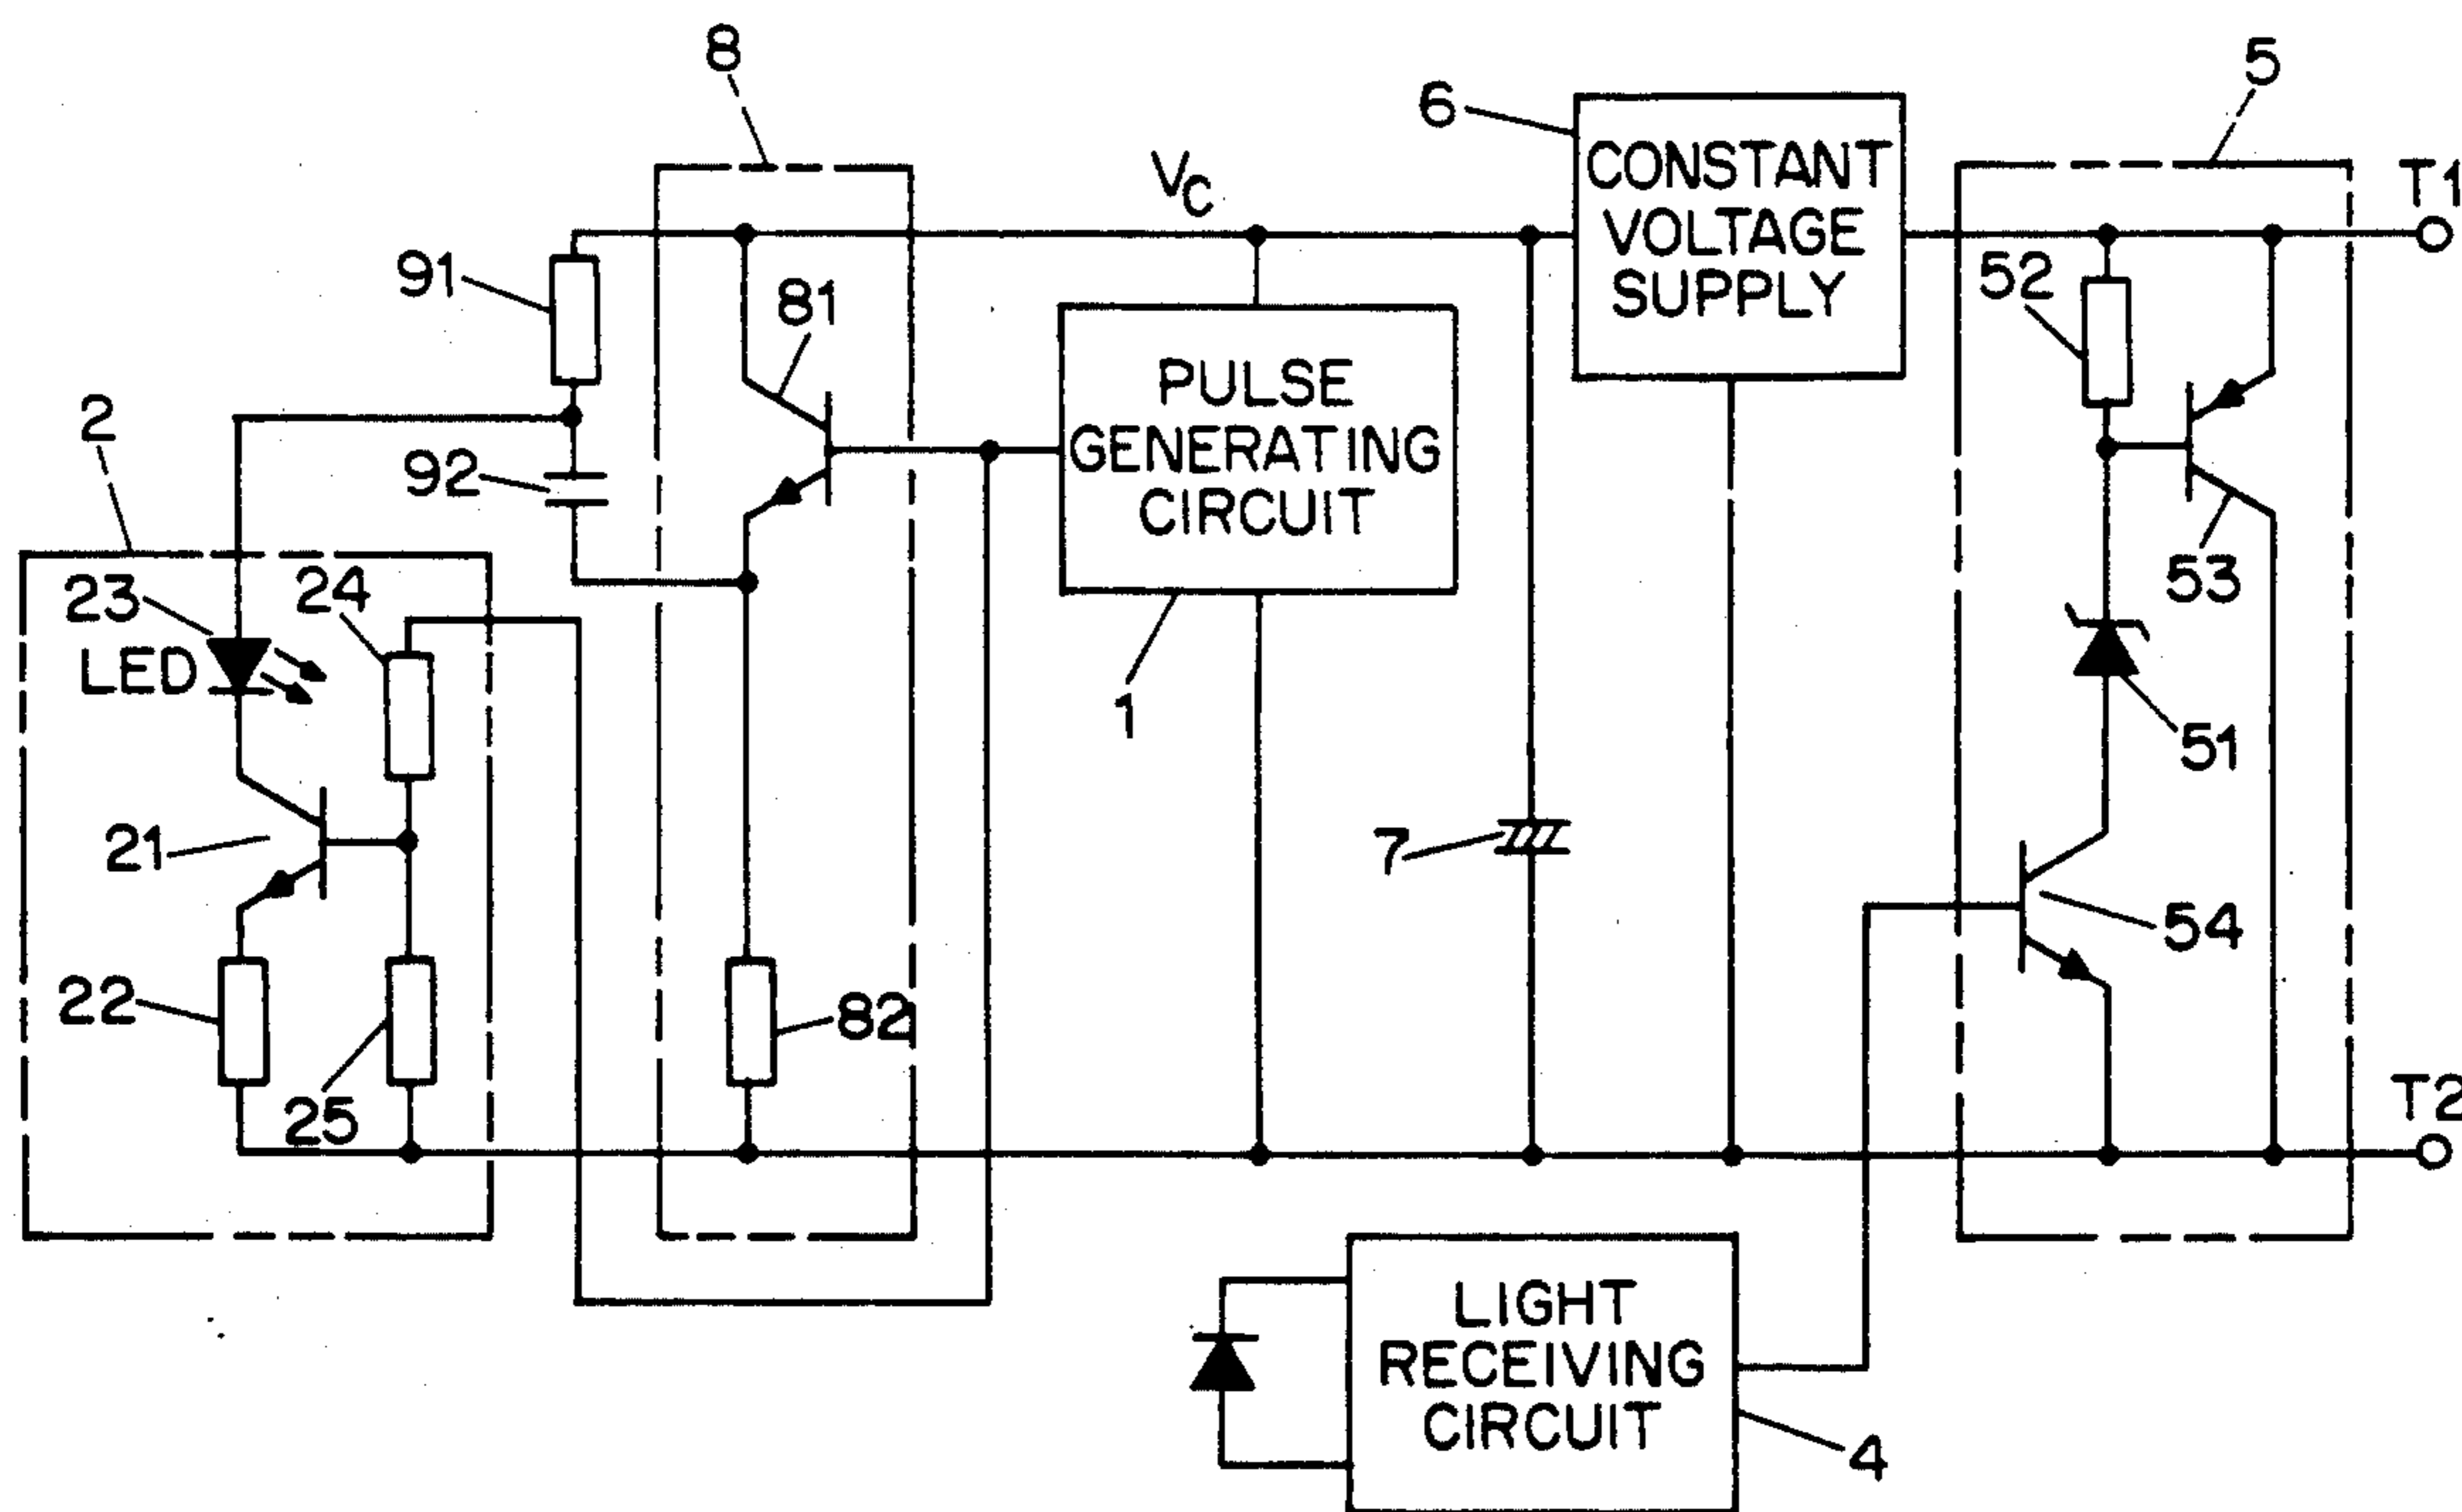 8
5
6
CONSTANT
VOLTAGE
SUPPLY
T1
VC
91
81
52
PULSE
GENERATING
CIRCUIT
2
92
53
23
24
LED
1
51
21
7
54
22
82
25
T2
LIGHT
RECEIVING
CIRCUIT
4